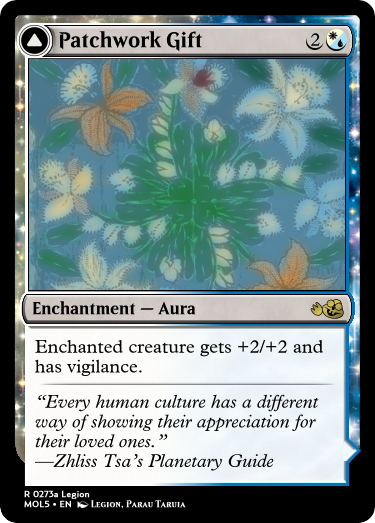 Patchwork Gift 2
Enchantment — Aura
Enchanted creature gets +2/+2 and
has vigilance.
“Every human culture has a different
way of showing their appreciation for
their loved ones.”
—Zhliss Tsa’s Planetary Guide
R 0273a Legion
MOL5 • EN Legion, Parau Taruia